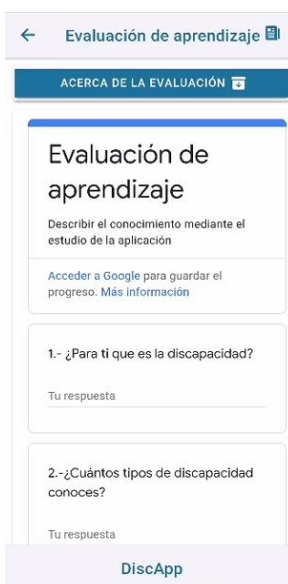 Evaluación de aprendizaje
ACERCA DE LA EVALUACIÓN
Evaluación de
aprendizaje
Describir el conocimiento mediante el
estudio de la aplicación
Acceder a Google para guardar el
progreso. Más información
1.- ¿Para ti que es la discapacidad?
Tu respuesta
2.-¿Cuántos tipos de discapacidad
conoces?
Tu respuesta
DiscApp